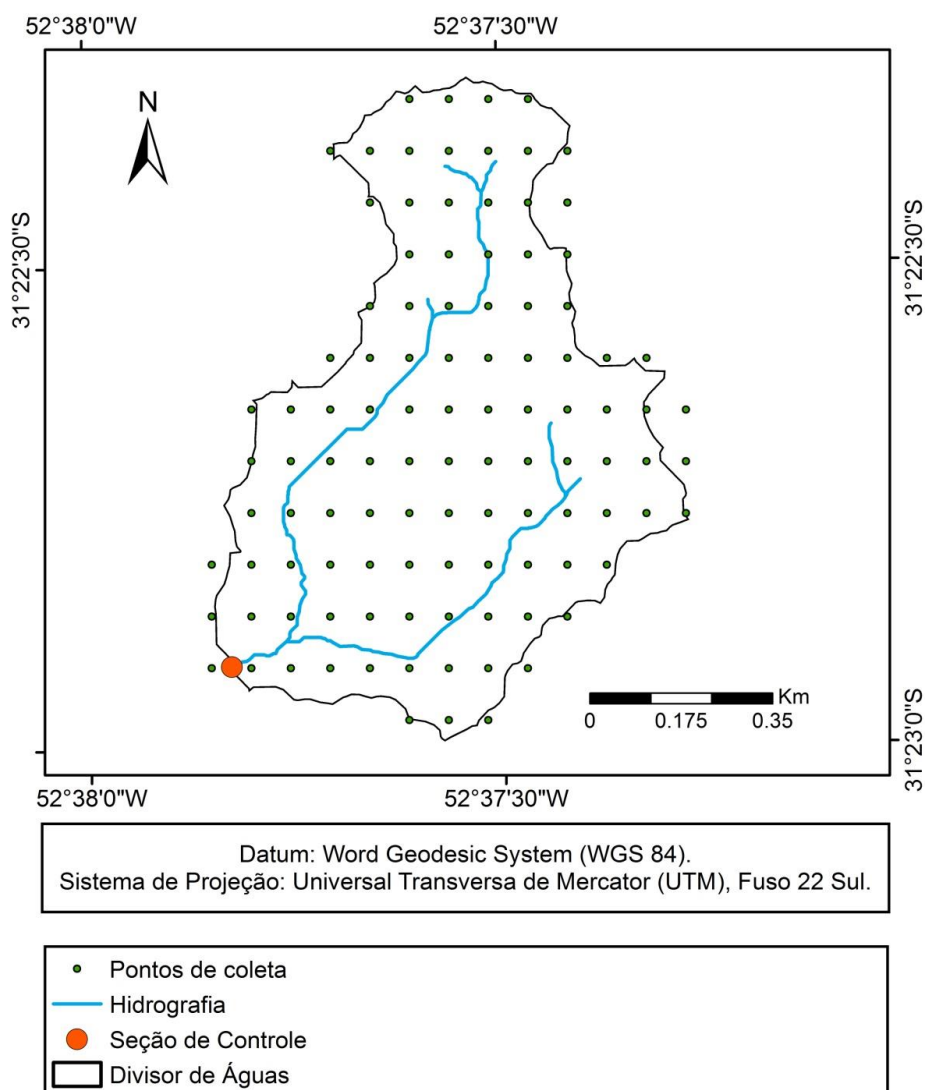 52°38'0"W 52°37'30"W
N
31°22'30"S
31°22'30"S
Km
0 0.175 0.35
31°23'0"S
52°38'0"W 52°37'30"W
Datum: Word Geodesic System (WGS 84).
Sistema de Projeção: Universal Transversa de Mercator (UTM), Fuso 22 Sul.
Pontos de coleta
Hidrografia
Seção de Controle
Divisor de Águas